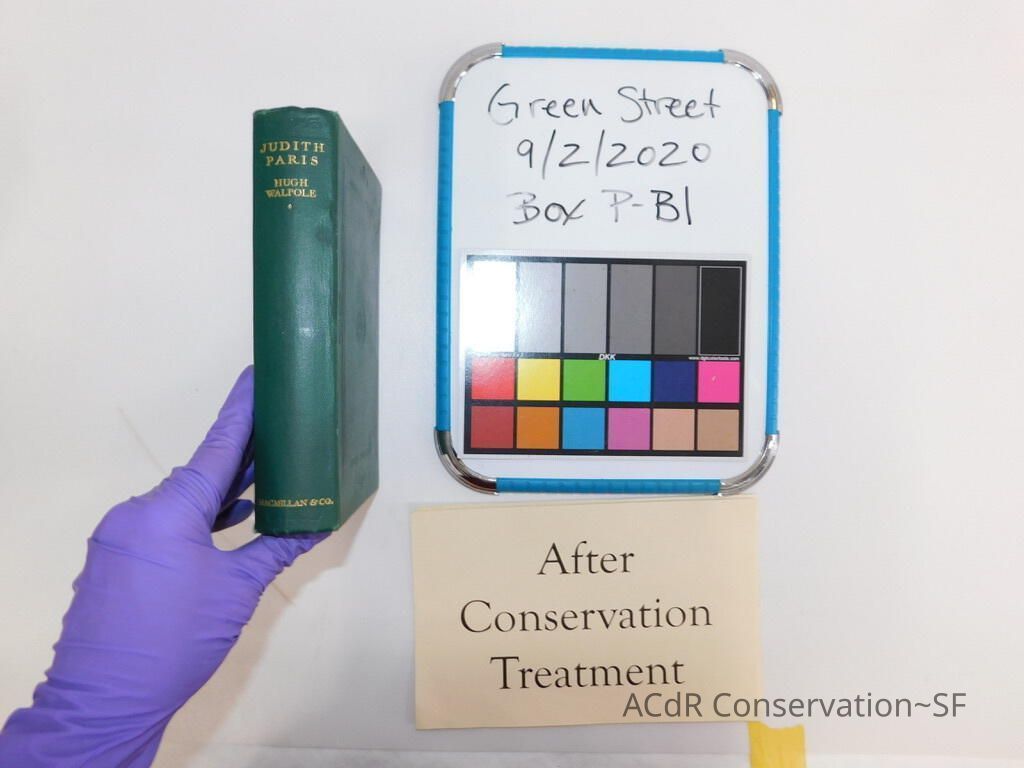 JUDITH
PARIS
HUGH
WALPOLE
MACMILLAN & CO.
Green Street
9/2/2020
Box P-B1
DKK
After
Conservation
Treatment
ACdR Conservation~SF